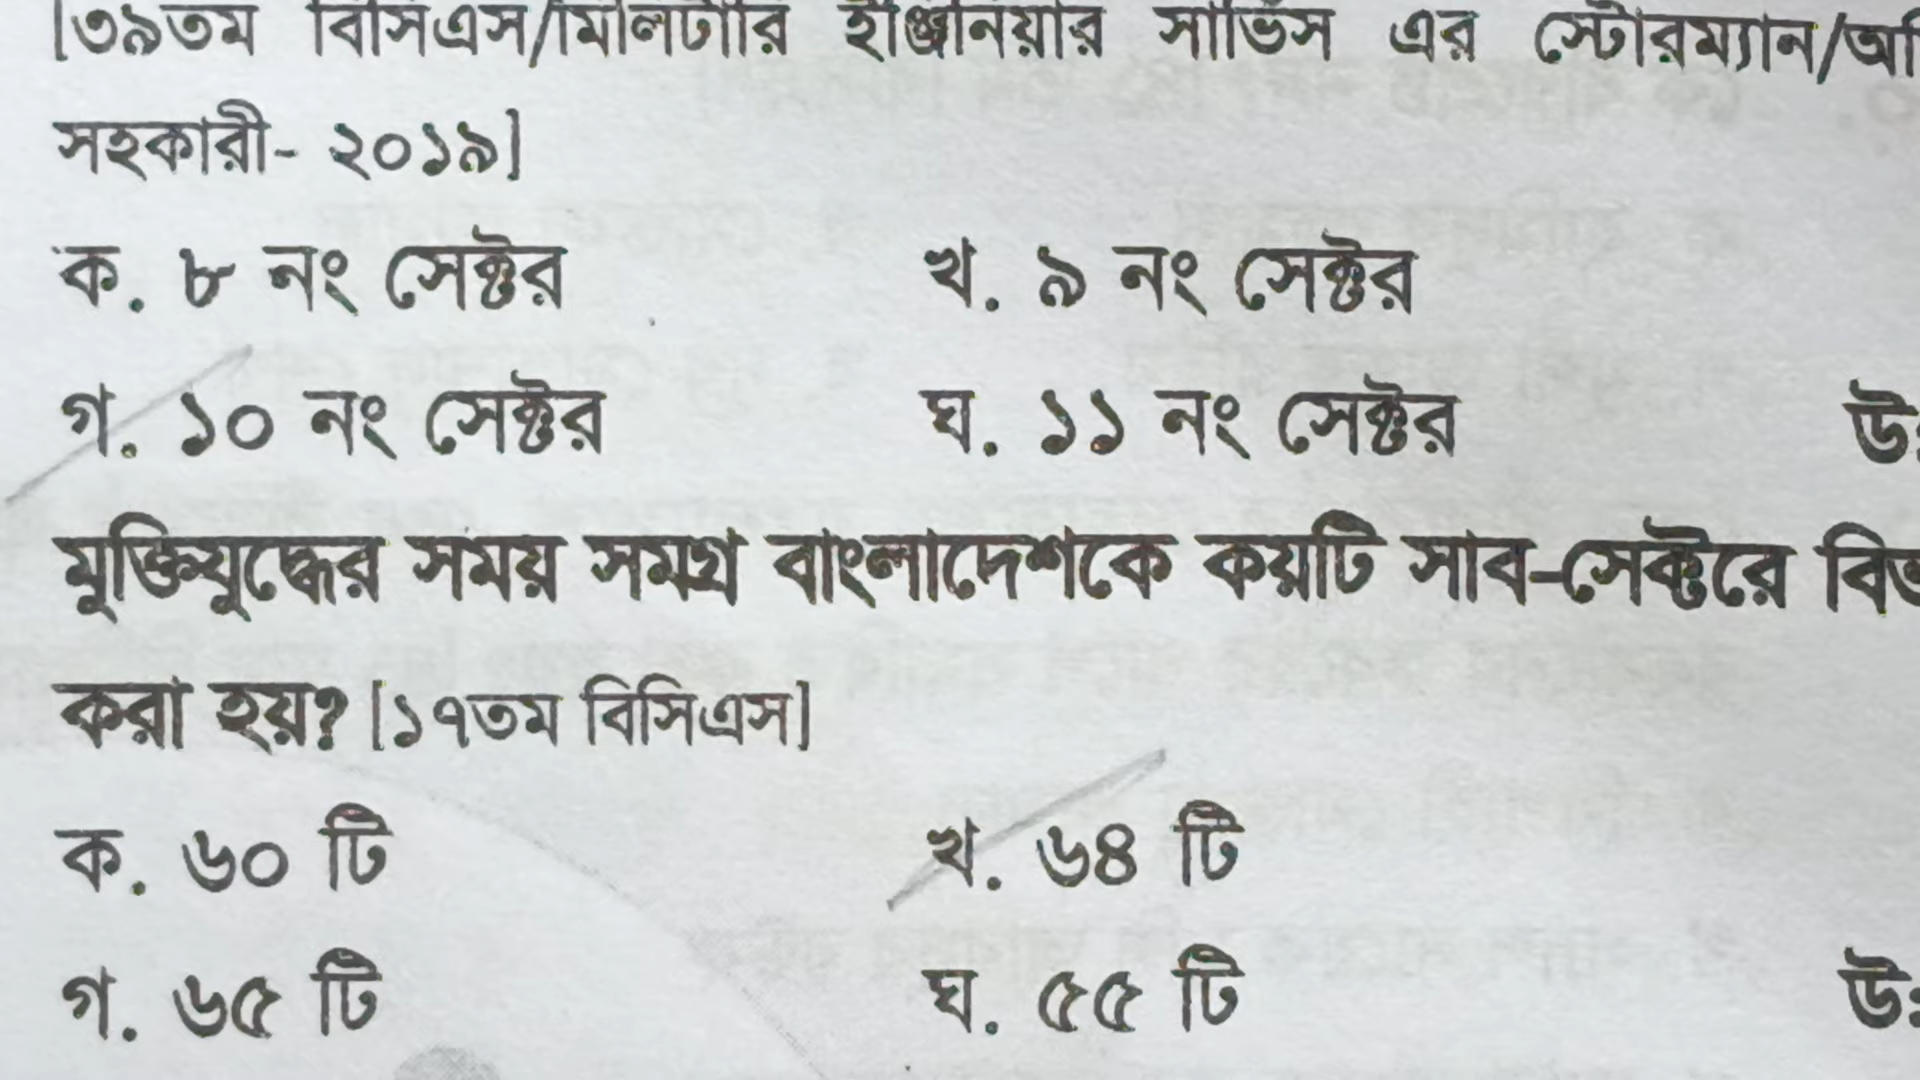 [৩৯তম বিসিএস/মিলিটারি ইঞ্জিনিয়ার সার্ভিস এর স্টোরম্যান/
সহকারী- ২০১৯]
ক. ৮ নং সেক্টর খ. ৯ নং সেক্টর
গ. ১০ নং সেক্টর ঘ. ১১ নং সেক্টর উ:
মুক্তিযুদ্ধের সময় সমগ্র বাংলাদেশকে কয়টি সাব-সেক্টরে
করা হয়? [১৭তম বিসিএস]
ক. ৬০ টি খ. ৬৪ টি
গ. ৬৫ টি ঘ. ৫৫ টি উ: